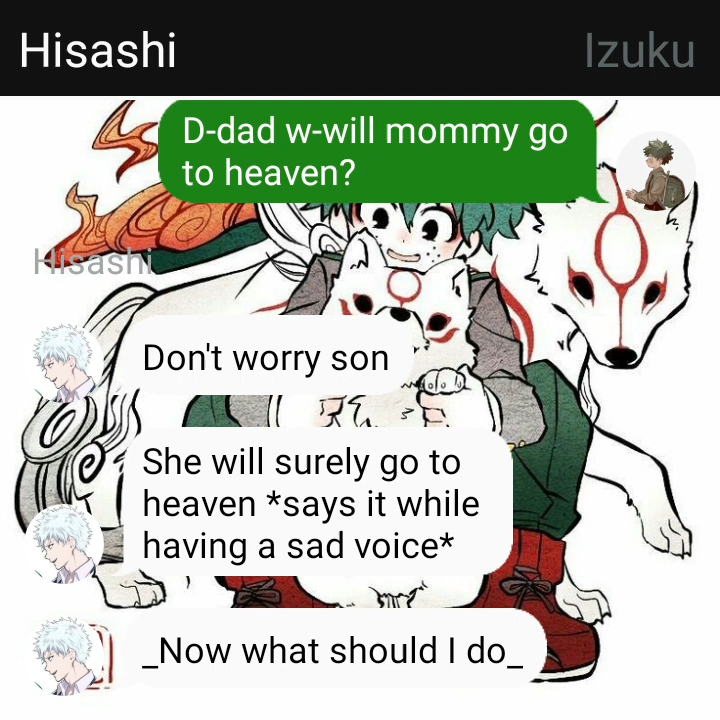 Hisashi Izuku
D-dad w-will mommy go
to heaven?
Hisashi
Don't worry son
She will surely go to
heaven *says it while
having a sad voice*
_Now what should I do_